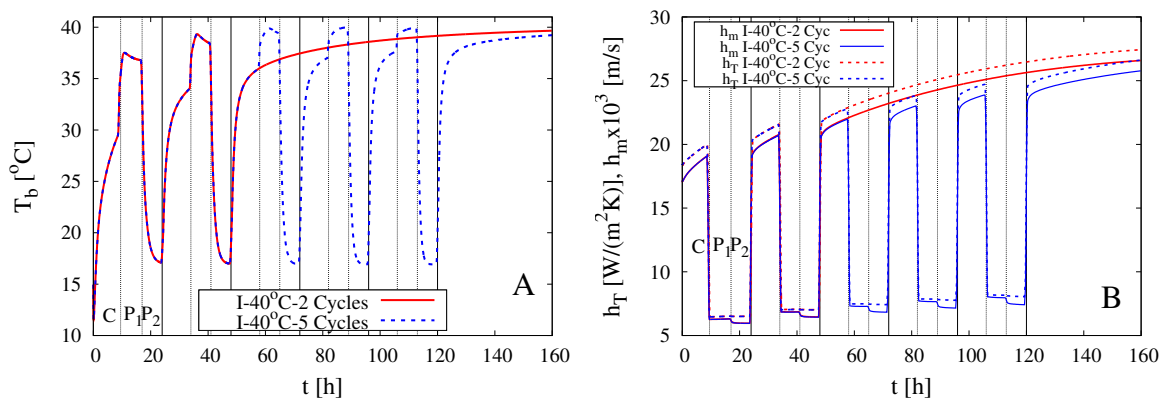 40
35
30
25
20
15
10
T_b [°C]
C P₁ P₂
I-40°C-2 Cycles
I-40°C-5 Cycles
A
0 20 40 60 80 100 120 140 160
t [h]
30
25
20
15
10
5
h_T [W/(m²K)], h_m x10³ [m/s]
h_m I-40°C-2 Cyc
h_m I-40°C-5 Cyc
h_T I-40°C-2 Cyc
h_T I-40°C-5 Cyc
C P₁P₂
B
0 20 40 60 80 100 120 140 160
t [h]